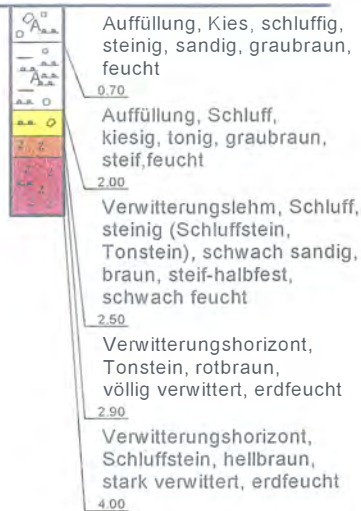 A
Auffüllung, Kies, schluffig,
steinig, sandig, graubraun,
feucht
0.70
A
Auffüllung, Schluff,
kiesig, tonig, graubraun,
steif,feucht
2.00
Verwitterungslehm, Schluff,
steinig (Schluffstein,
Tonstein), schwach sandig,
braun, steif-halbfest,
schwach feucht
2.50
Verwitterungshorizont,
Tonstein, rotbraun,
völlig verwittert, erdfeucht
2.90
Verwitterungshorizont,
Schluffstein, hellbraun,
stark verwittert, erdfeucht
4.00